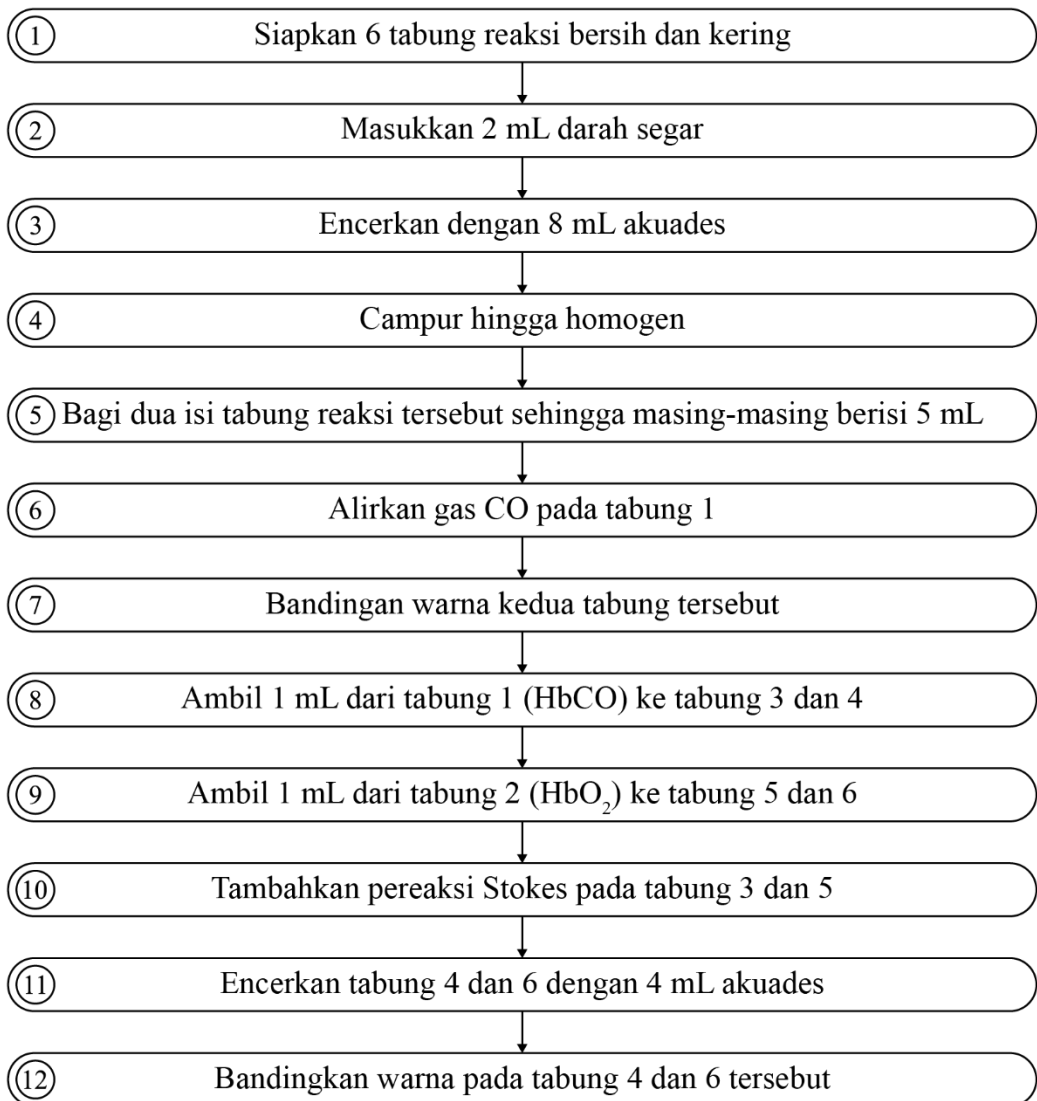 1 Siapkan 6 tabung reaksi bersih dan kering
2 Masukkan 2 mL darah segar
3 Encerkan dengan 8 mL akuades
4 Campur hingga homogen
5 Bagi dua isi tabung reaksi tersebut sehingga masing-masing berisi 5 mL
6 Alirkan gas CO pada tabung 1
7 Bandingan warna kedua tabung tersebut
8 Ambil 1 mL dari tabung 1 (HbCO) ke tabung 3 dan 4
9 Ambil 1 mL dari tabung 2 (HbO₂) ke tabung 5 dan 6
10 Tambahkan pereaksi Stokes pada tabung 3 dan 5
11 Encerkan tabung 4 dan 6 dengan 4 mL akuades
12 Bandingkan warna pada tabung 4 dan 6 tersebut